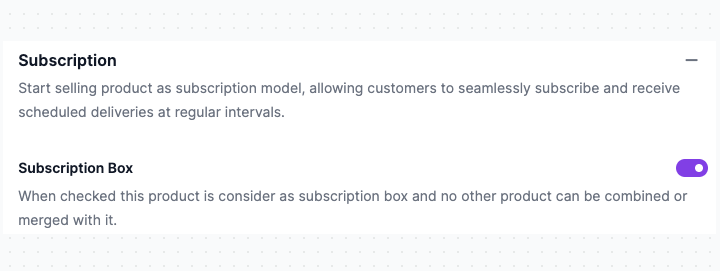 Subscription
Start selling product as subscription model, allowing customers to seamlessly subscribe and receive
scheduled deliveries at regular intervals.
Subscription Box
When checked this product is consider as subscription box and no other product can be combined or
merged with it.